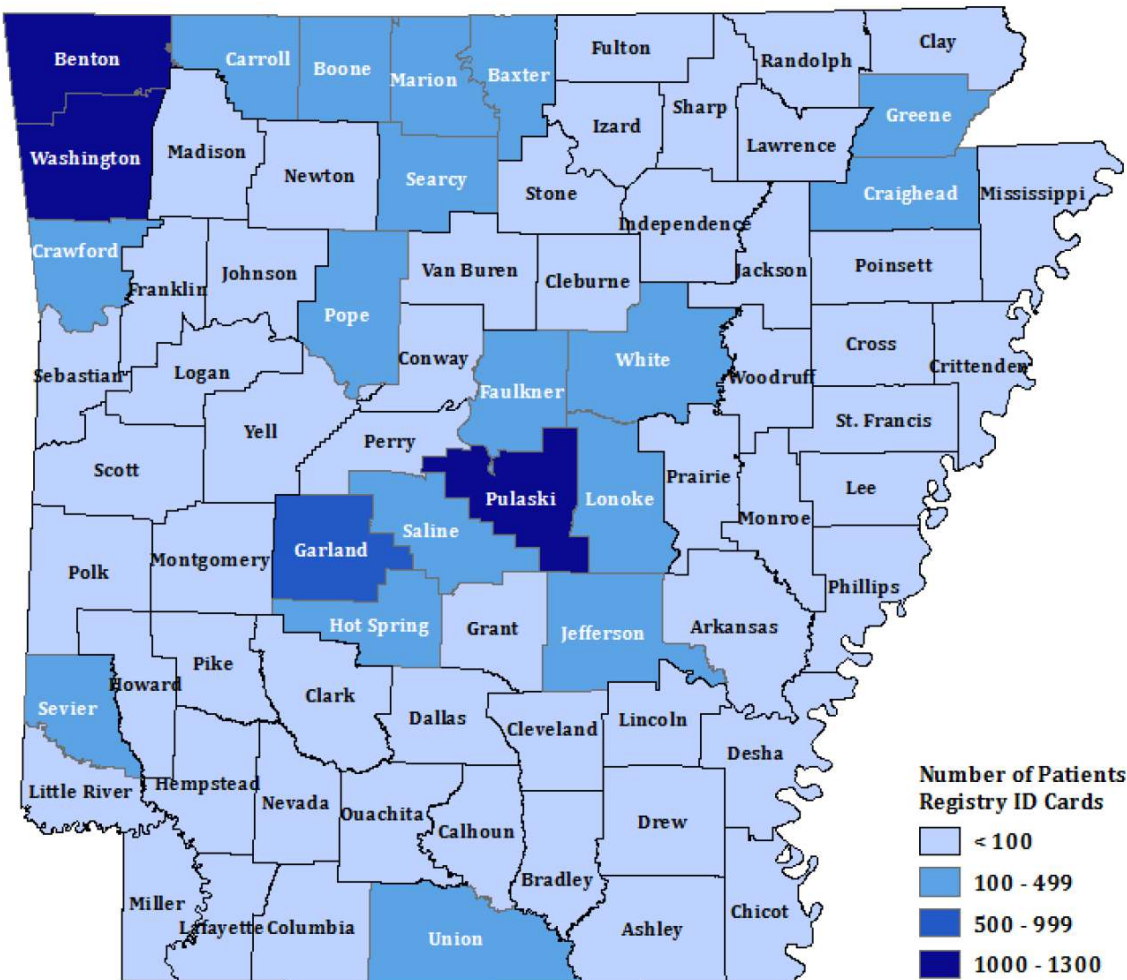 Benton
Carroll
Boone
Marion
Baxter
Fulton
Randolph
Clay
Sharp
Izard
Greene
Lawrence
Washington
Madison
Newton
Searcy
Stone
Independence
Craighead
Mississippi
Crawford
Franklin
Johnson
Van Buren
Cleburne
Jackson
Poinsett
Pope
Sebastian
Logan
Conway
Faulkner
White
Woodruff
Cross
Crittenden
Yell
Perry
St. Francis
Scott
Pulaski
Lonoke
Prairie
Lee
Monroe
Saline
Garland
Montgomery
Polk
Phillips
Hot Spring
Grant
Jefferson
Arkansas
Pike
Howard
Clark
Sevier
Dallas
Cleveland
Lincoln
Desha
Little River
Hempstead
Nevada
Ouachita
Calhoun
Drew
Bradley
Miller
Lafayette
Columbia
Union
Ashley
Chicot
Number of Patients
Registry ID Cards
< 100
100 - 499
500 - 999
1000 - 1300